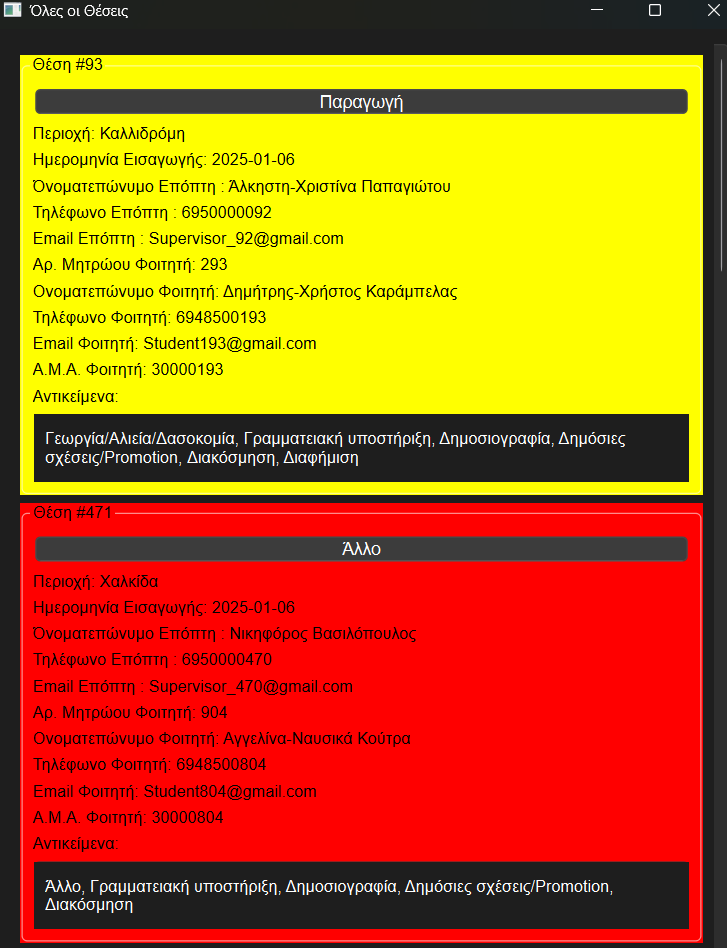 Όλες οι Θέσεις
Θέση #93
Παραγωγή
Περιοχή: Καλλιδρόμη
Ημερομηνία Εισαγωγής: 2025-01-06
Όνοματεπώνυμο Επόπτη : Άλκηστη-Χριστίνα Παπαγιώτου
Τηλέφωνο Επόπτη : 6950000092
Email Επόπτη : Supervisor_92@gmail.com
Αρ. Μητρώου Φοιτητή: 293
Ονοματεπώνυμο Φοιτητή: Δημήτρης-Χρήστος Καράμπελας
Τηλέφωνο Φοιτητή: 6948500193
Email Φοιτητή: Student193@gmail.com
Α.Μ.Α. Φοιτητή: 30000193
Αντικείμενα:
Γεωργία/Αλιεία/Δασοκομία, Γραμματειακή υποστήριξη, Δημοσιογραφία, Δημόσιες
σχέσεις/Promotion, Διακόσμηση, Διαφήμιση
Θέση #471
Άλλο
Περιοχή: Χαλκίδα
Ημερομηνία Εισαγωγής: 2025-01-06
Όνοματεπώνυμο Επόπτη : Νικηφόρος Βασιλόπουλος
Τηλέφωνο Επόπτη : 6950000470
Email Επόπτη : Supervisor_470@gmail.com
Αρ. Μητρώου Φοιτητή: 904
Ονοματεπώνυμο Φοιτητή: Αγγελίνα-Ναυσικά Κούτρα
Τηλέφωνο Φοιτητή: 6948500804
Email Φοιτητή: Student804@gmail.com
Α.Μ.Α. Φοιτητή: 30000804
Αντικείμενα:
Άλλο, Γραμματειακή υποστήριξη, Δημοσιογραφία, Δημόσιες σχέσεις/Promotion,
Διακόσμηση